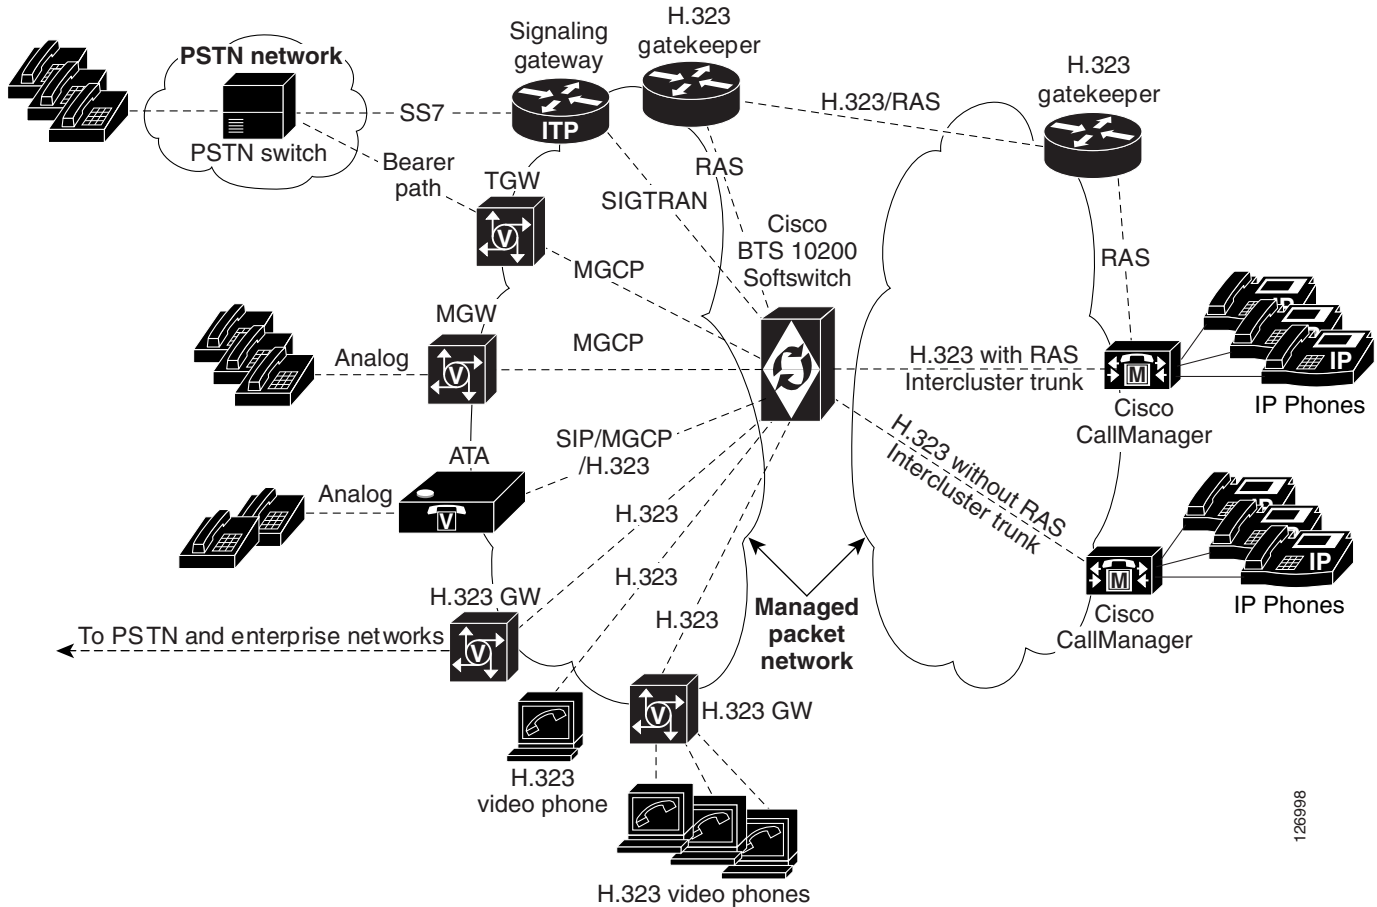 Signaling
gateway
H.323
gatekeeper
H.323
gatekeeper
PSTN network
PSTN switch
SS7
ITP
H.323/RAS
Bearer
path
TGW
V
RAS
SIGTRAN
Cisco
BTS 10200
Softswitch
RAS
MGCP
MGW
V
Analog
MGCP
H.323 with RAS
Intercluster trunk
M
Cisco
CallManager
IP
IP Phones
ATA
V
Analog
SIP/MGCP
/H.323
H.323 without RAS
Intercluster trunk
H.323
H.323
H.323
M
Cisco
CallManager
IP
IP Phones
Managed
packet
network
H.323 GW
V
To PSTN and enterprise networks
H.323 GW
V
H.323
video phone
H.323 video phones
126998